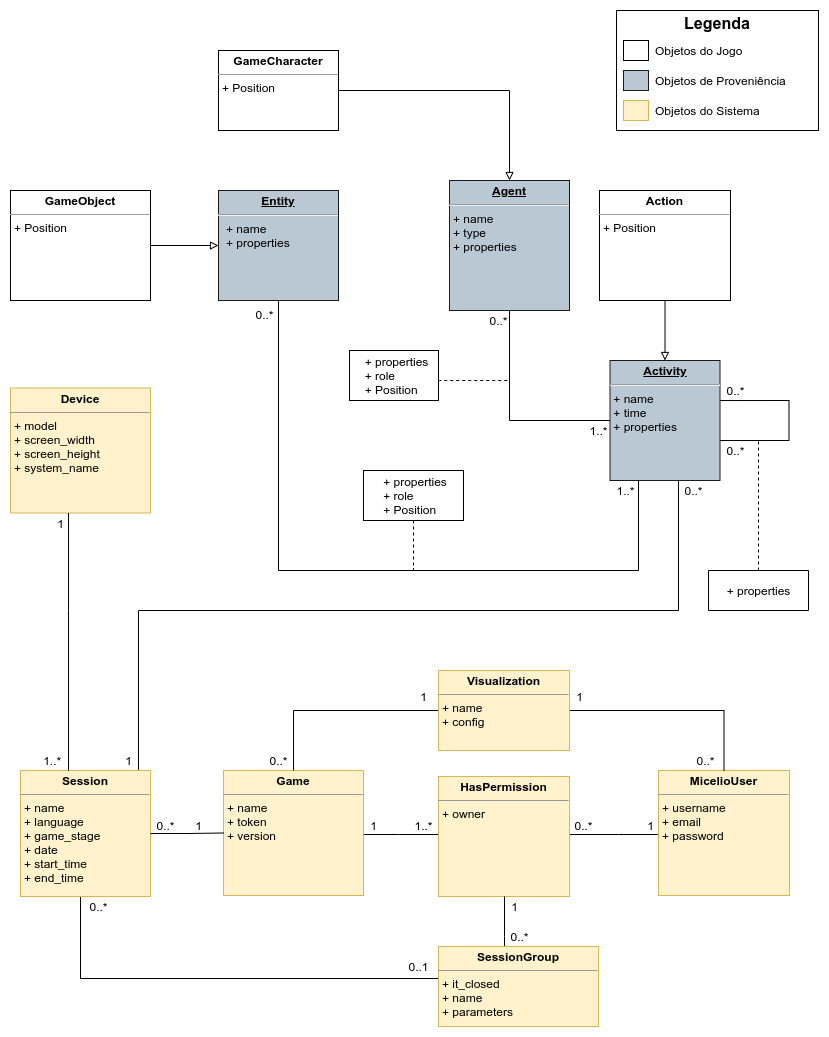 Legenda
Objetos do Jogo
Objetos de Proveniência
Objetos do Sistema
GameCharacter
+ Position
GameObject
+ Position
Entity
+ name
+ properties
Agent
+ name
+ type
+ properties
Action
+ Position
0..*
0..*
+ properties
+ role
+ Position
Activity
+ name
+ time
+ properties
0..*
0..*
1..*
Device
+ model
+ screen_width
+ screen_height
+ system_name
+ properties
+ role
+ Position
1..*
0..*
1
+ properties
Visualization
+ name
+ config
1
1
1..*
1
0..*
0..*
Session
+ name
+ language
+ game_stage
+ date
+ start_time
+ end_time
0..*
1
Game
+ name
+ token
+ version
1
1..*
HasPermission
+ owner
0..*
1
MicelioUser
+ username
+ email
+ password
0..*
1
0..*
0..1
SessionGroup
+ it_closed
+ name
+ parameters